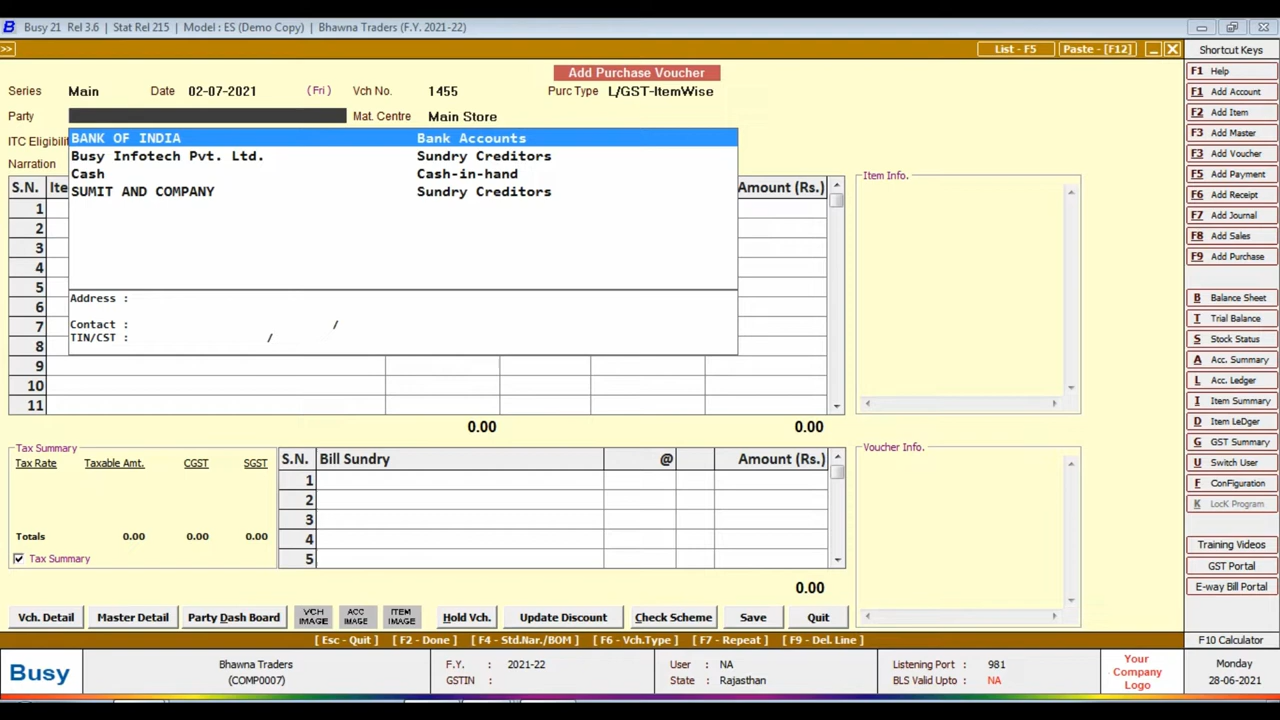 Busy 21 Rel 3.6 | Stat Rel 215 | Model : ES (Demo Copy) | Bhawna Traders (F.Y. 2021-22)
>> List - F5 Paste - [F12] Shortcut Keys
Add Purchase Voucher
Series Main Date 02-07-2021 (Fri) Vch No. 1455 Purc Type L/GST-ItemWise
Party Mat. Centre Main Store
ITC Eligibili
Narration
BANK OF INDIA Bank Accounts
Busy Infotech Pvt. Ltd. Sundry Creditors
Cash Cash-in-hand
SUMIT AND COMPANY Sundry Creditors
Address :
Contact : /
TIN/CST : /
S.N. Ite Amount (Rs.)
1
2
3
4
5
6
7
8
9
10
11
0.00 0.00
Item Info.
Tax Summary
Tax Rate Taxable Amt. CGST SGST
Totals 0.00 0.00 0.00
Tax Summary
S.N. Bill Sundry @ Amount (Rs.)
1
2
3
4
5
0.00
Voucher Info.
Vch. Detail Master Detail Party Dash Board VCH IMAGE ACC IMAGE ITEM IMAGE Hold Vch. Update Discount Check Scheme Save Quit
[ Esc - Quit ] [ F2 - Done ] [ F4 - Std.Nar./BOM ] [ F6 - Vch.Type ] [ F7 - Repeat ] [ F9 - Del. Line ]
F1 Help
F1 Add Account
F2 Add Item
F3 Add Master
F3 Add Voucher
F5 Add Payment
F6 Add Receipt
F7 Add Journal
F8 Add Sales
F9 Add Purchase
B Balance Sheet
T Trial Balance
S Stock Status
A Acc. Summary
L Acc. Ledger
I Item Summary
D Item LeDger
G GST Summary
U Switch User
F ConFiguration
K LocK Program
Training Videos
GST Portal
E-way Bill Portal
F10 Calculator
Busy
Bhawna Traders
(COMP0007)
F.Y. : 2021-22
GSTIN :
User : NA
State : Rajasthan
Listening Port : 981
BLS Valid Upto : NA
Your
Company
Logo
Monday
28-06-2021